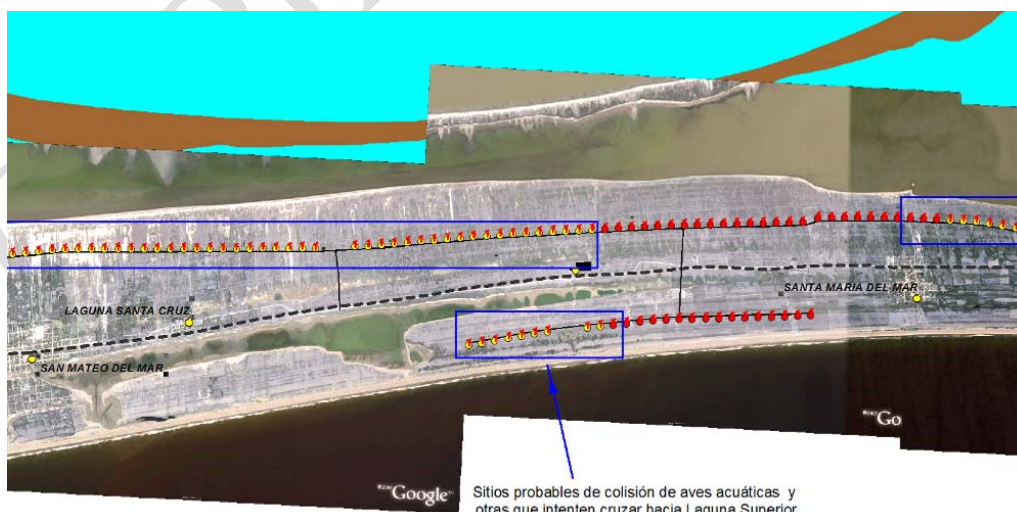 LAGUNA SANTA CRUZ
SANTA MARIA DEL MAR
SAN MATEO DEL MAR
Go
Google
Sitios probables de colisión de aves acuáticas y
otras que intenten cruzar hacia Laguna Superior